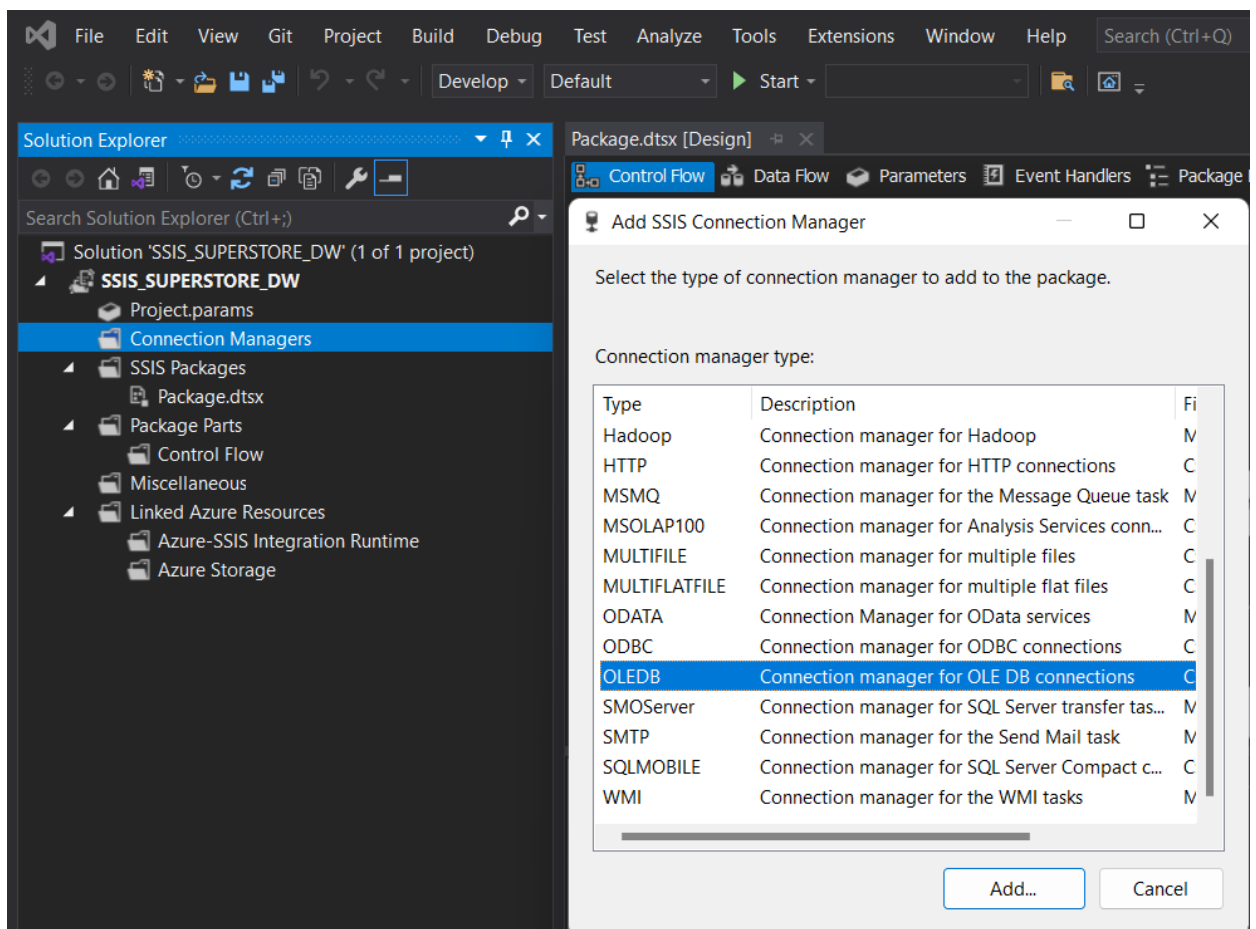 File Edit View Git Project Build Debug Test Analyze Tools Extensions Window Help Search (Ctrl+Q)
Develop Default Start
Solution Explorer
Search Solution Explorer (Ctrl+;)
Solution 'SSIS_SUPERSTORE_DW' (1 of 1 project)
SSIS_SUPERSTORE_DW
Project.params
Connection Managers
SSIS Packages
Package.dtsx
Package Parts
Control Flow
Miscellaneous
Linked Azure Resources
Azure-SSIS Integration Runtime
Azure Storage
Package.dtsx [Design]
Control Flow Data Flow Parameters Event Handlers Package
Add SSIS Connection Manager
Select the type of connection manager to add to the package.
Connection manager type:
Type Description Fi
Hadoop Connection manager for Hadoop M
HTTP Connection manager for HTTP connections C
MSMQ Connection manager for the Message Queue task M
MSOLAP100 Connection manager for Analysis Services conn... C
MULTIFILE Connection manager for multiple files C
MULTIFLATFILE Connection manager for multiple flat files C
ODATA Connection Manager for OData services M
ODBC Connection manager for ODBC connections C
OLEDB Connection manager for OLE DB connections C
SMOServer Connection manager for SQL Server transfer tas... M
SMTP Connection manager for the Send Mail task M
SQLMOBILE Connection manager for SQL Server Compact c... C
WMI Connection manager for the WMI tasks M
Add... Cancel